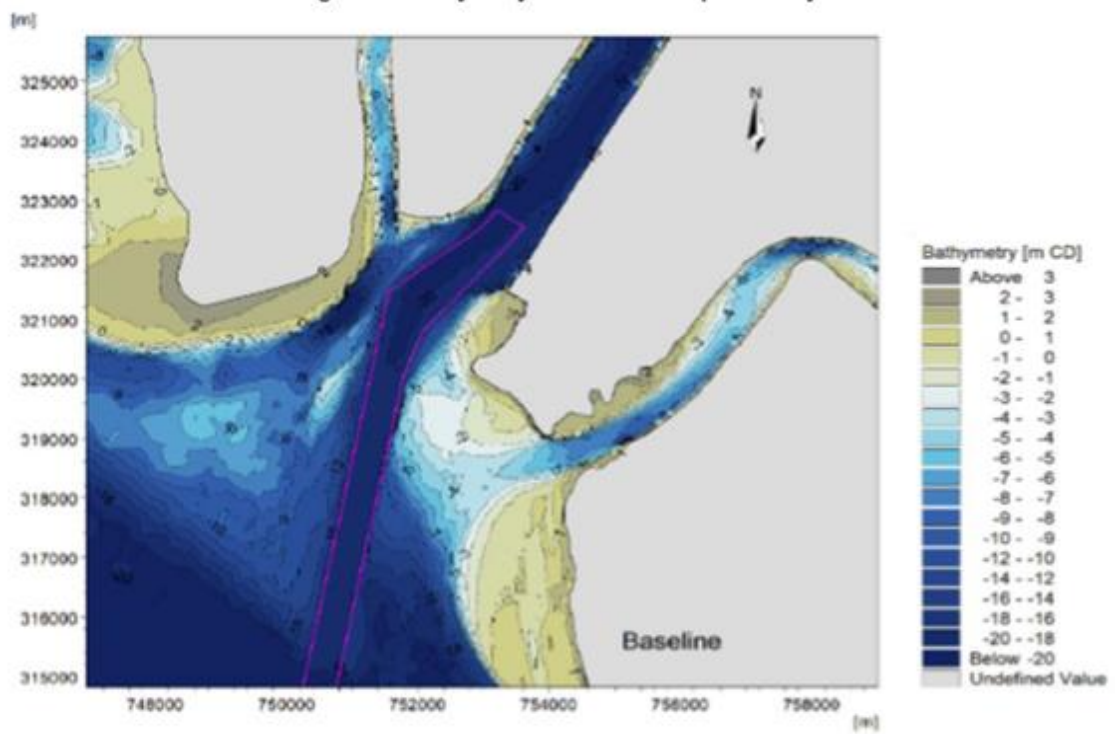 [m]
325000
324000
323000
322000
321000
320000
319000
318000
317000
316000
315000
748000
750000
752000
754000
756000
758000
[m]
N
Baseline
Bathymetry [m CD]
Above 3
2 - 3
1 - 2
0 - 1
-1 - 0
-2 - -1
-3 - -2
-4 - -3
-5 - -4
-6 - -5
-7 - -6
-8 - -7
-9 - -8
-10 - -9
-12 - -10
-14 - -12
-16 - -14
-18 - -16
-20 - -18
Below -20
Undefined Value